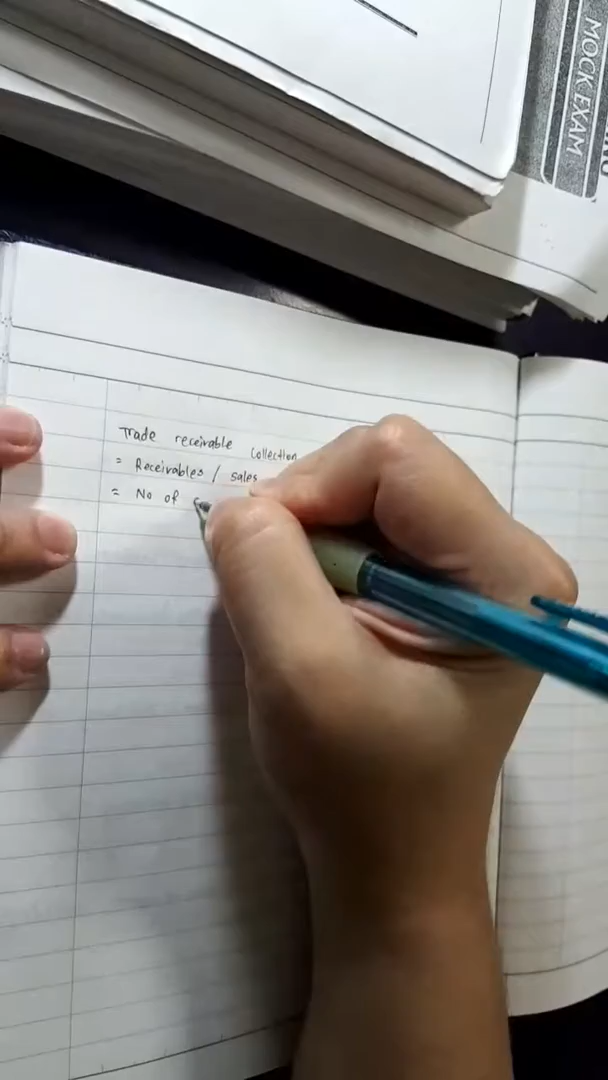 MOCK EXAM
Trade receivable Collection
= Receivables / sales
= No of